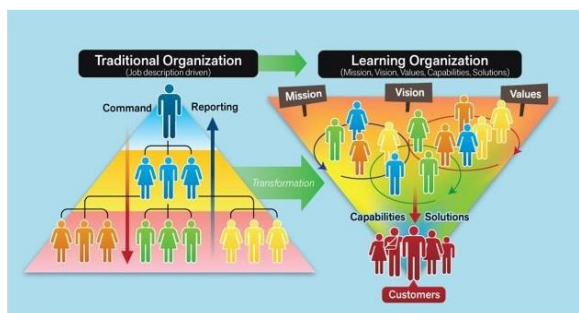 Traditional Organization
(Job description driven)
Learning Organization
(Mission, Vision, Values, Capabilities, Solutions)
Command
Reporting
Mission
Vision
Values
Transformation
Capabilities
Solutions
Customers